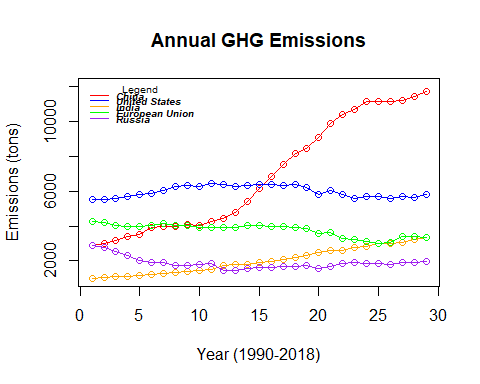 Annual GHG Emissions
Emissions (tons)
2000
6000
10000
Legend
China
United States
India
European Union
Russia
0 5 10 15 20 25 30
Year (1990-2018)